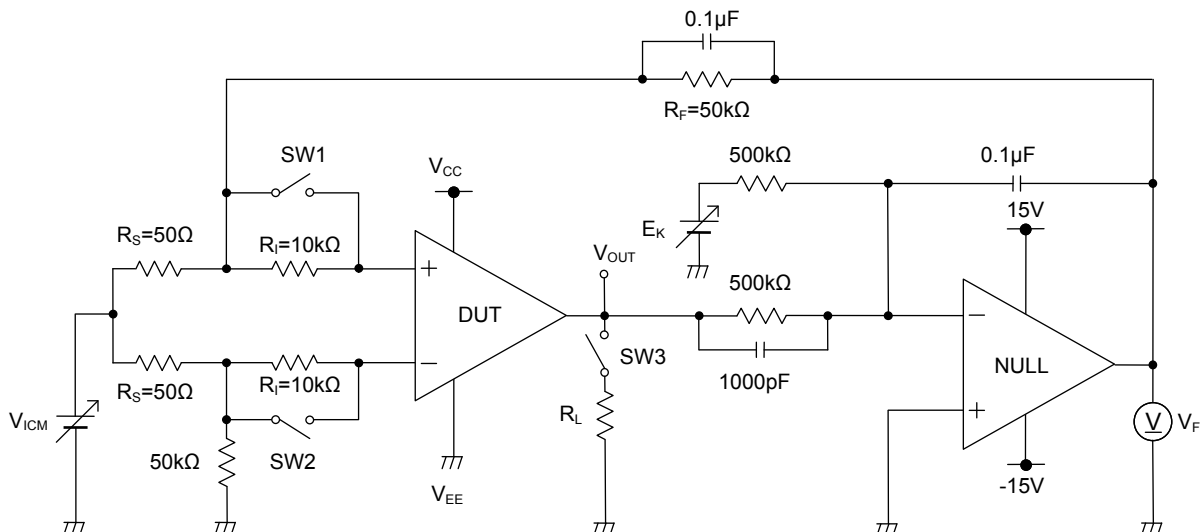 0.1µF
RF=50kΩ
SW1
VCC
500kΩ
0.1µF
15V
EK
RS=50Ω
RI=10kΩ
VOUT
+
DUT
500kΩ
−
NULL
SW3
−
RS=50Ω
RI=10kΩ
1000pF
+
V
VF
VICM
RL
50kΩ
SW2
VEE
-15V